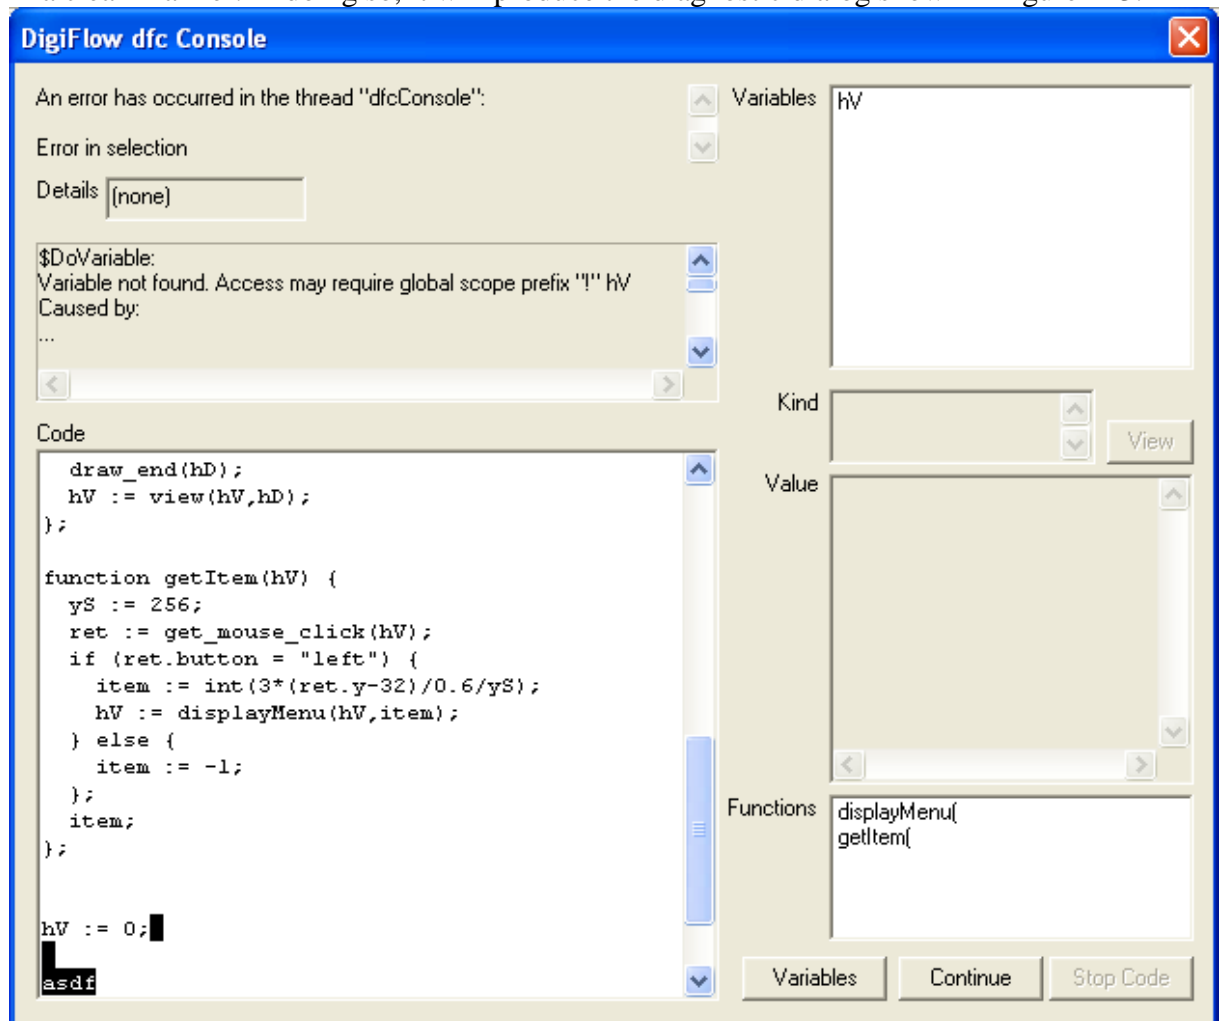 DigiFlow dfc Console
An error has occurred in the thread "dfcConsole":
Error in selection
Details (none)
$DoVariable:
Variable not found. Access may require global scope prefix "!" hV
Caused by:
...
Code
draw_end(hD);
hV := view(hV,hD);
};
function getItem(hV) {
yS := 256;
ret := get_mouse_click(hV);
if (ret.button = "left") {
item := int(3*(ret.y-32)/0.6/yS);
hV := displayMenu(hV,item);
} else {
item := -1;
};
item;
};
hV := 0;
asdf
Variables hV
Kind
View
Value
Functions displayMenu(
getItem(
Variables Continue Stop Code